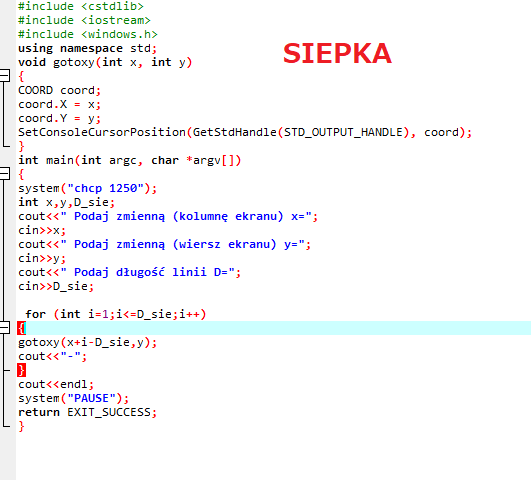 #include <cstdlib>
#include <iostream>
#include <windows.h>
using namespace std;
SIEPKA
void gotoxy(int x, int y)
{
COORD coord;
coord.X = x;
coord.Y = y;
SetConsoleCursorPosition(GetStdHandle(STD_OUTPUT_HANDLE), coord);
}
int main(int argc, char *argv[])
{
system("chcp 1250");
int x,y,D_sie;
cout<<" Podaj zmienną (kolumnę ekranu) x=";
cin>>x;
cout<<" Podaj zmienną (wiersz ekranu) y=";
cin>>y;
cout<<" Podaj długość linii D=";
cin>>D_sie;
for (int i=1;i<=D_sie;i++)
{
gotoxy(x+i-D_sie,y);
cout<<"-";
}
cout<<endl;
system("PAUSE");
return EXIT_SUCCESS;
}